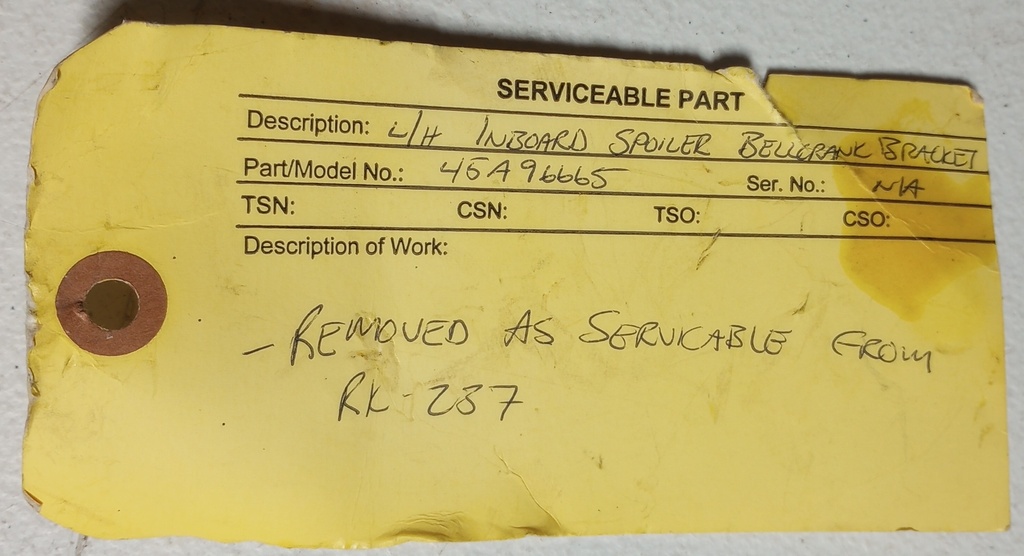 SERVICEABLE PART
Description: L/H INBOARD SPOILER BELLCRANK BRACKET
Part/Model No.: 45A96665 Ser. No.: N/A
TSN: CSN: TSO: CSO:
Description of Work:
- REMOVED AS SERVICABLE FROM
RK-237